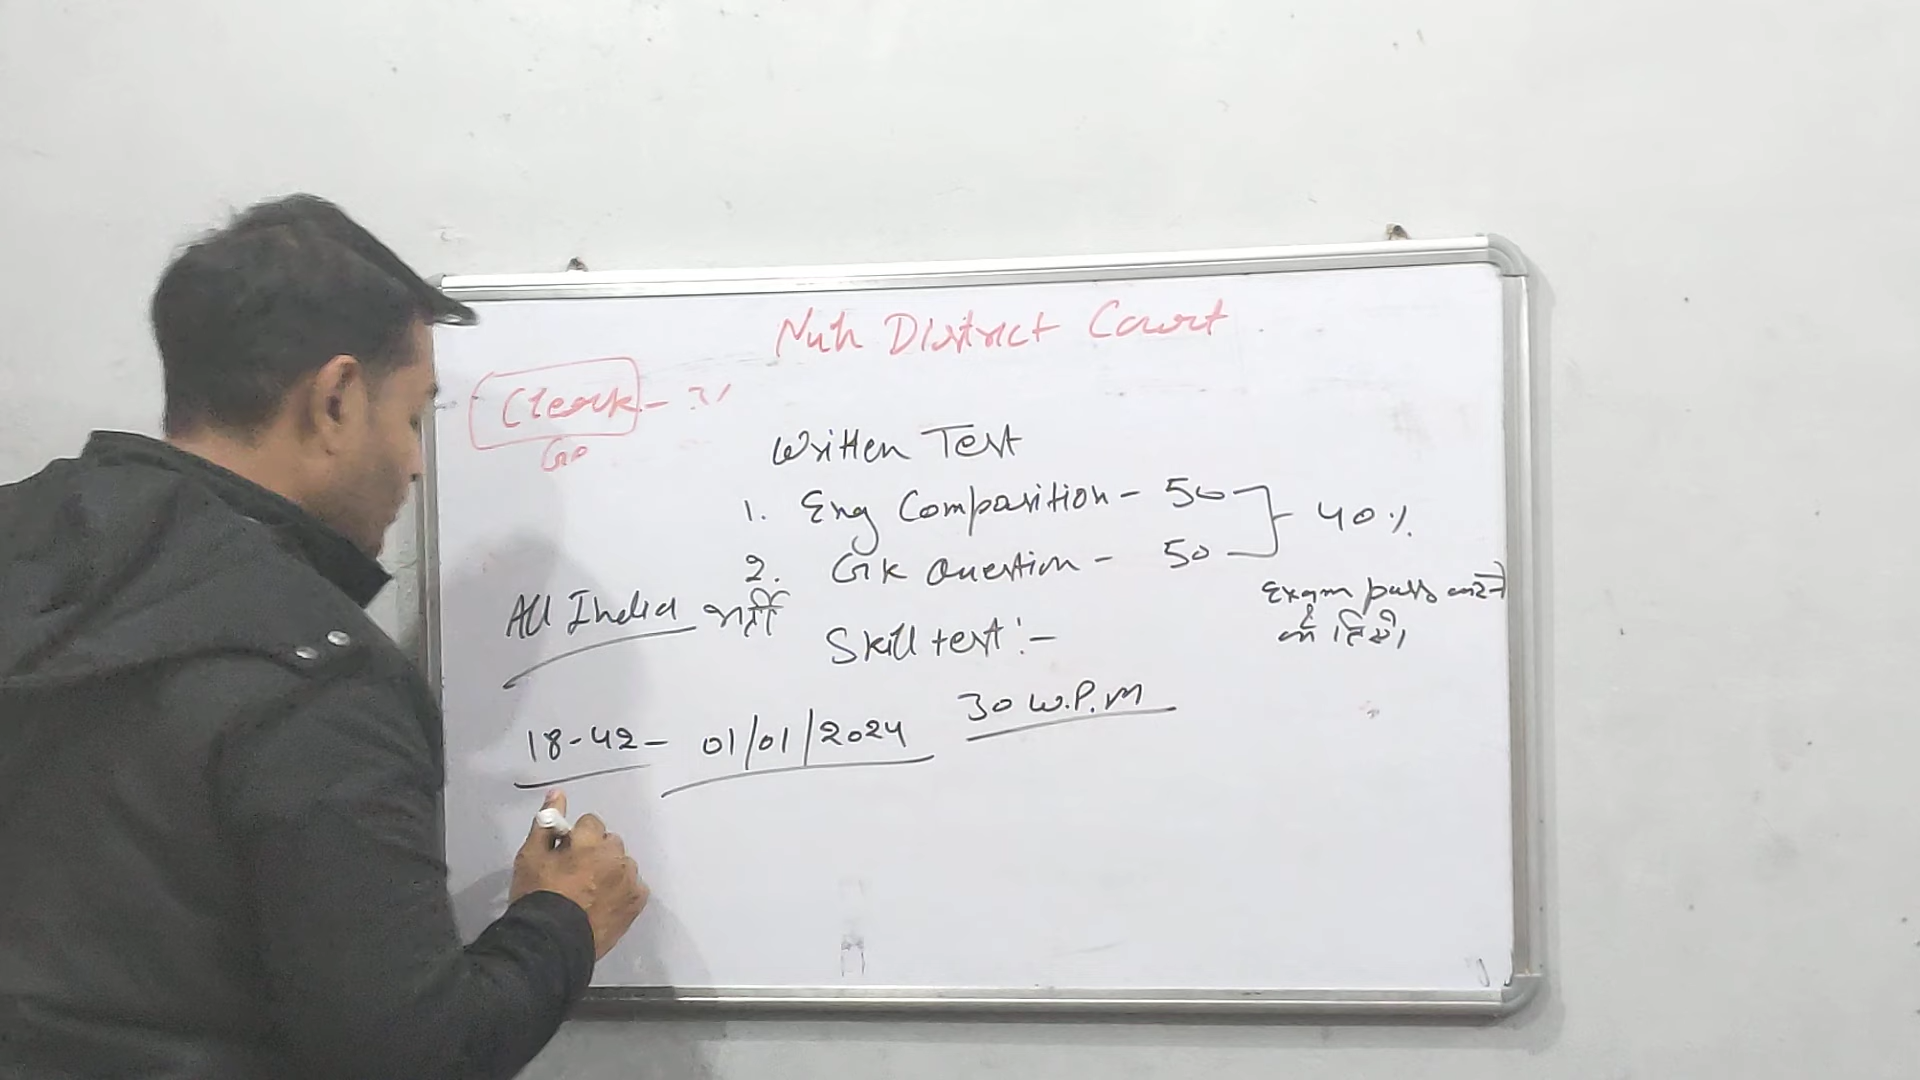 Nuh District Court
Clerk - 31
Written Test
1. Eng Composition - 50
40%
2. GK Question - 50
All India भर्ती
Exam pass करने
के लिये।
Skill test :-
30 W.P.M
18-42 - 01/01/2024